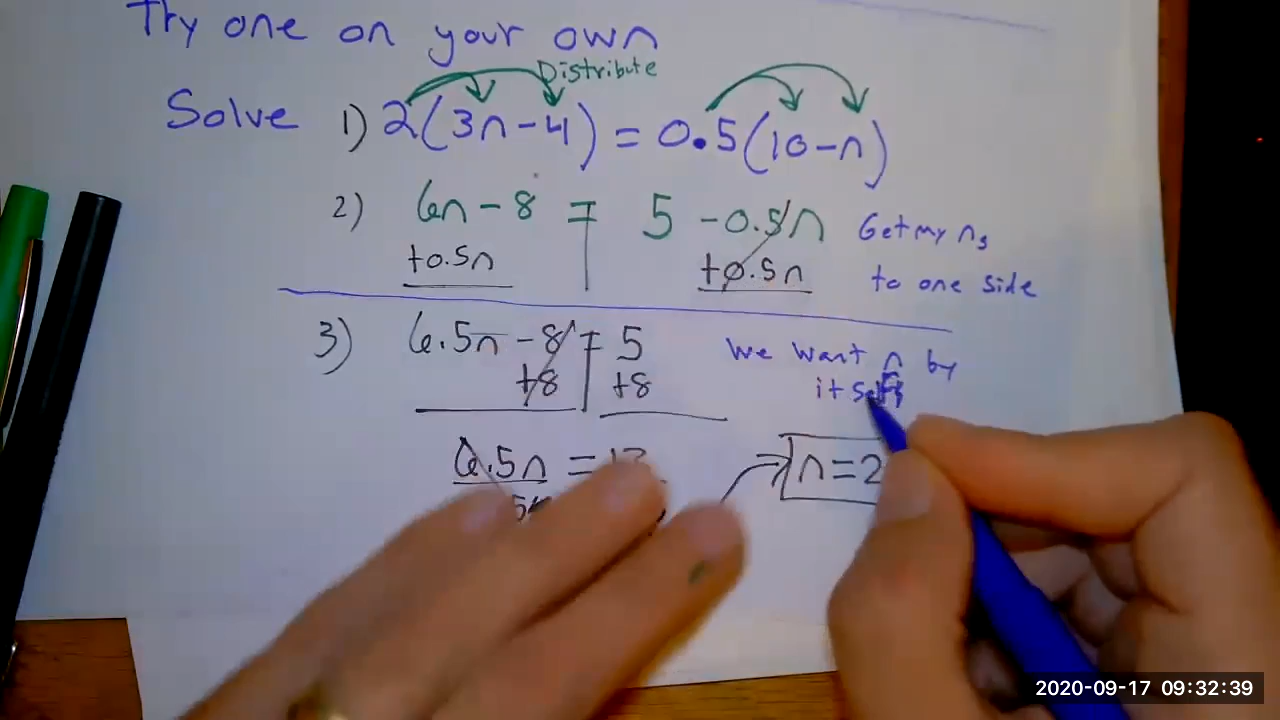 Try one on your own
Distribute
Solve 1) 2(3n-4) = 0.5(10-n)
2) 6n - 8 = 5 - 0.5n Get my ns
+0.5n +0.5n to one side
3) 6.5n - 8 = 5 We want n by
+8 +8 itself
6.5n = n=2
2020-09-17 09:32:39